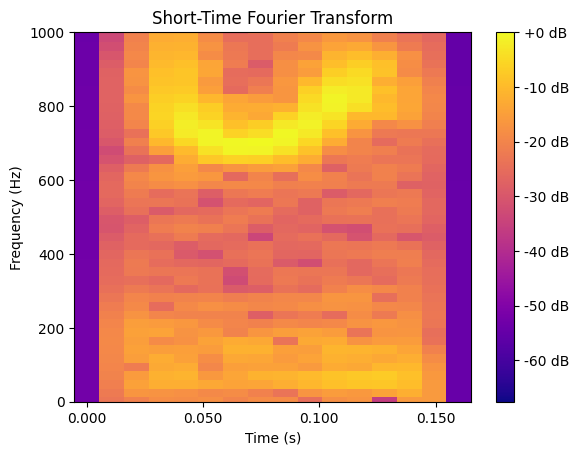 Short-Time Fourier Transform
1000
800
600
400
200
0
Frequency (Hz)
0.000
0.050
0.100
0.150
Time (s)
+0 dB
-10 dB
-20 dB
-30 dB
-40 dB
-50 dB
-60 dB